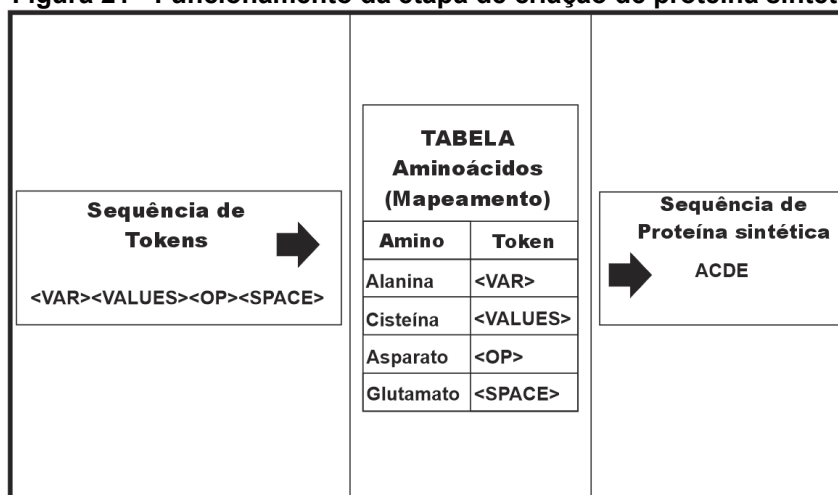 Sequência de
Tokens
<VAR><VALUES><OP><SPACE>
TABELA
Aminoácidos
(Mapeamento)
Amino Token
Alanina <VAR>
Cisteína <VALUES>
Asparato <OP>
Glutamato <SPACE>
Sequência de
Proteína sintética
ACDE